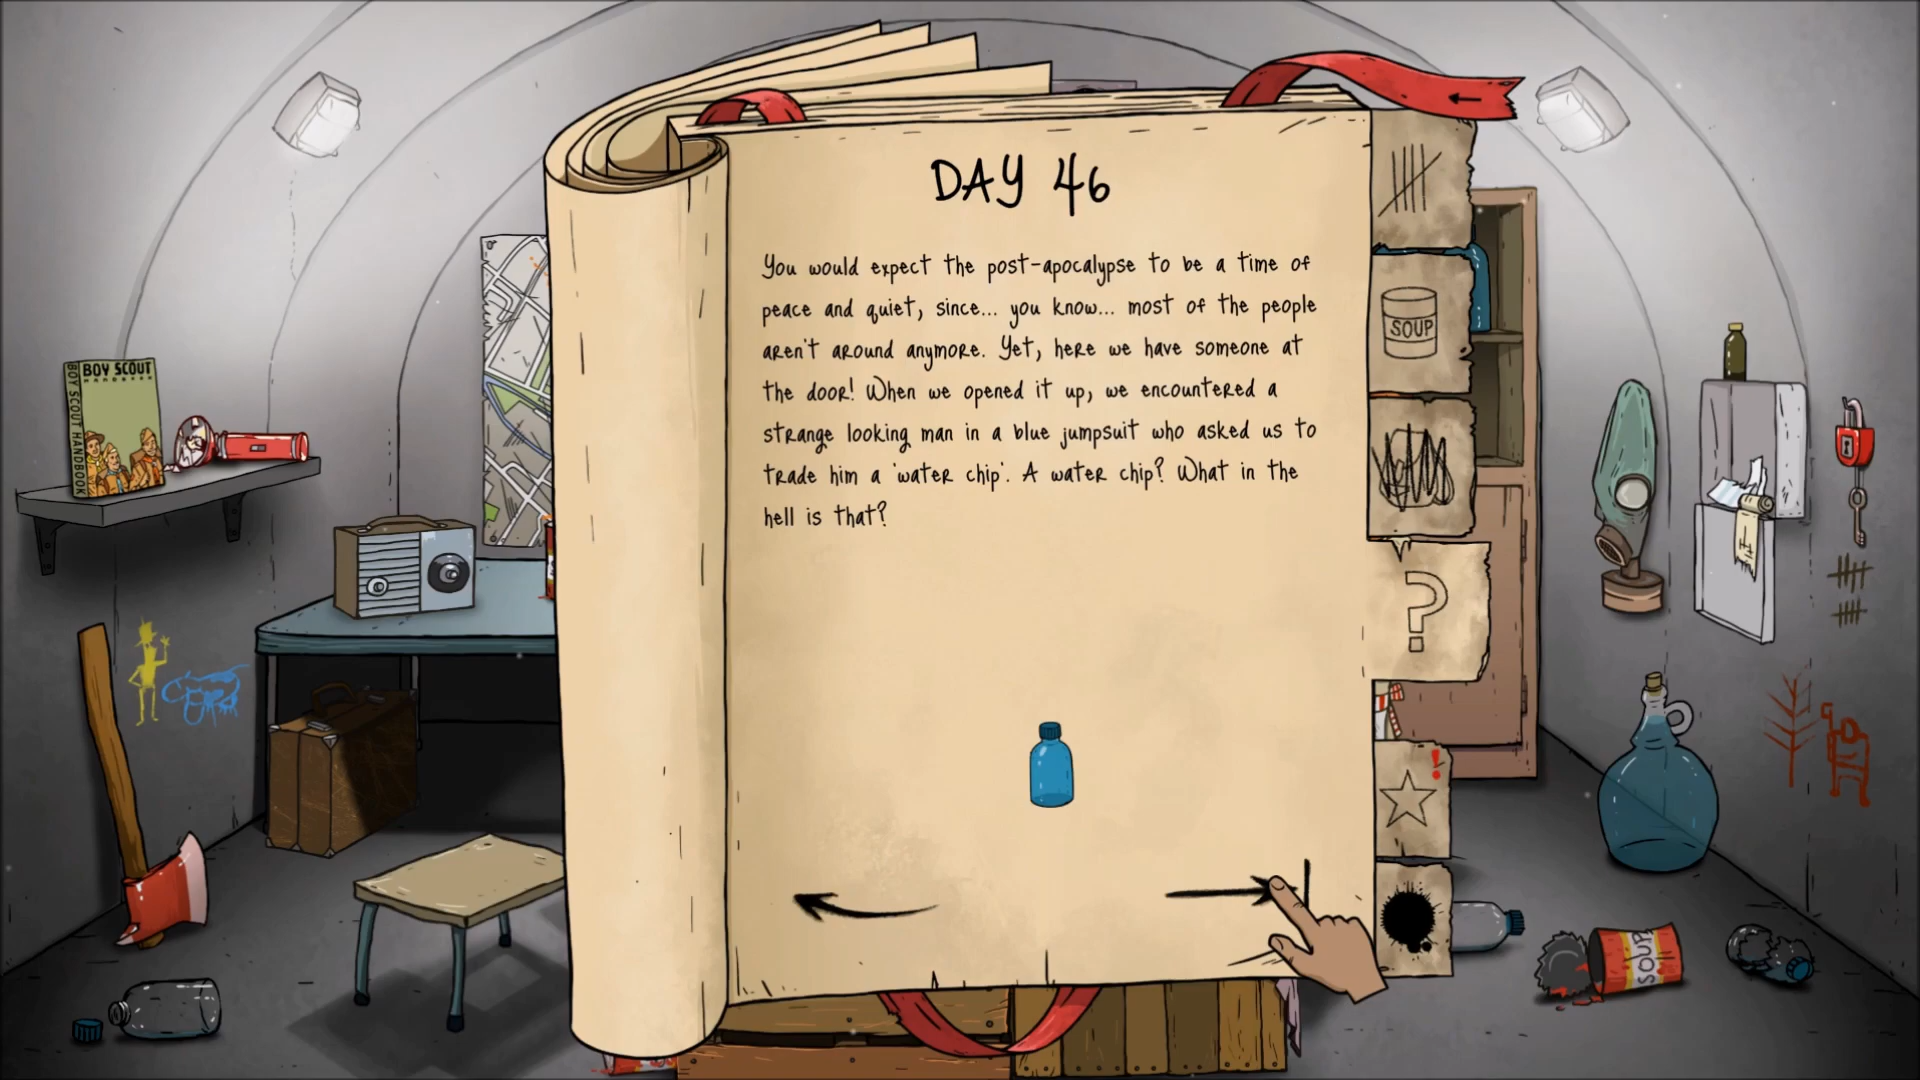 DAY 46
You would expect the post-apocalypse to be a time of
peace and quiet, since... you know... most of the people
aren't around anymore. Yet, here we have someone at
the door! When we opened it up, we encountered a
strange looking man in a blue jumpsuit who asked us to
trade him a 'water chip'. A water chip? What in the
hell is that?
SOUP
!
?
BOY SCOUT
HANDBOOK
BOY SCOUT HANDBOOK
SOUP